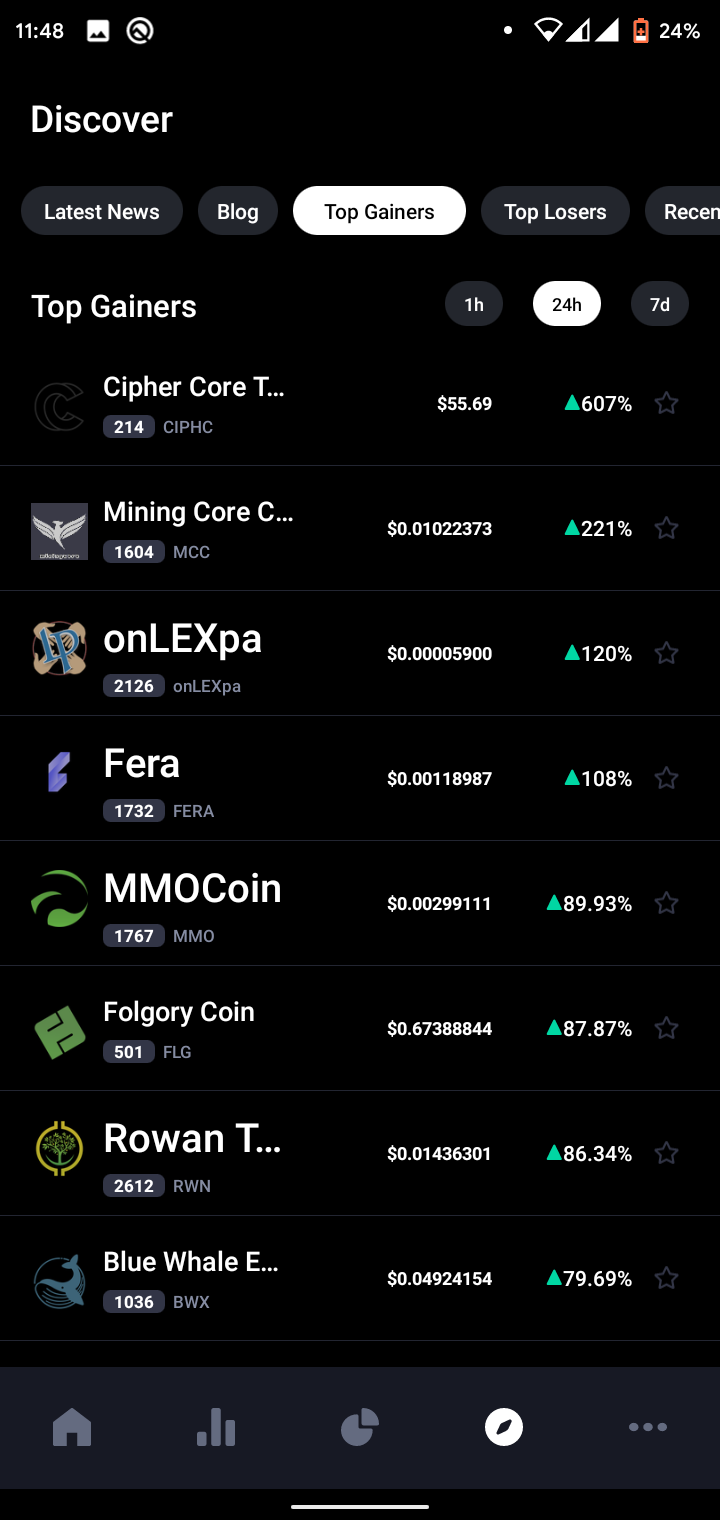 11:48
24%
Discover
Latest News
Blog
Top Gainers
Top Losers
Recen
Top Gainers
1h
24h
7d
Cipher Core T...
$55.69
607%
214
CIPHC
Mining Core C...
$0.01022373
221%
1604
MCC
onLEXpa
$0.00005900
120%
2126
onLEXpa
Fera
$0.00118987
108%
1732
FERA
MMOCoin
$0.00299111
89.93%
1767
MMO
Folgory Coin
$0.67388844
87.87%
501
FLG
Rowan T...
$0.01436301
86.34%
2612
RWN
Blue Whale E...
$0.04924154
79.69%
1036
BWX